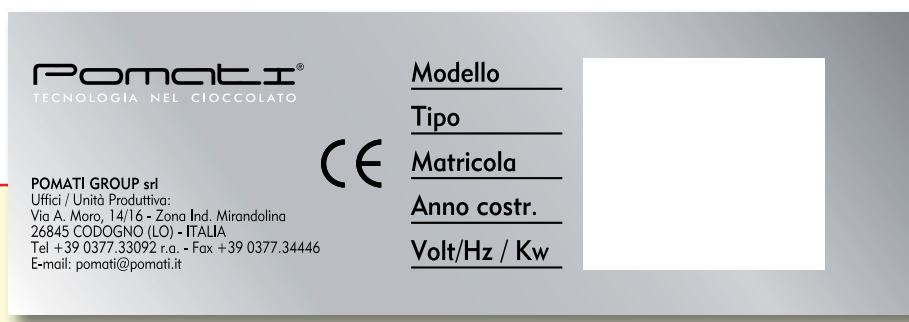 Pomati®
TECNOLOGIA NEL CIOCCOLATO
CE
POMATI GROUP srl
Uffici / Unità Produttiva:
Via A. Moro, 14/16 - Zona Ind. Mirandolina
26845 CODOGNO (LO) - ITALIA
Tel +39 0377.33092 r.a. - Fax +39 0377.34446
E-mail: pomati@pomati.it
Modello
Tipo
Matricola
Anno costr.
Volt/Hz / Kw